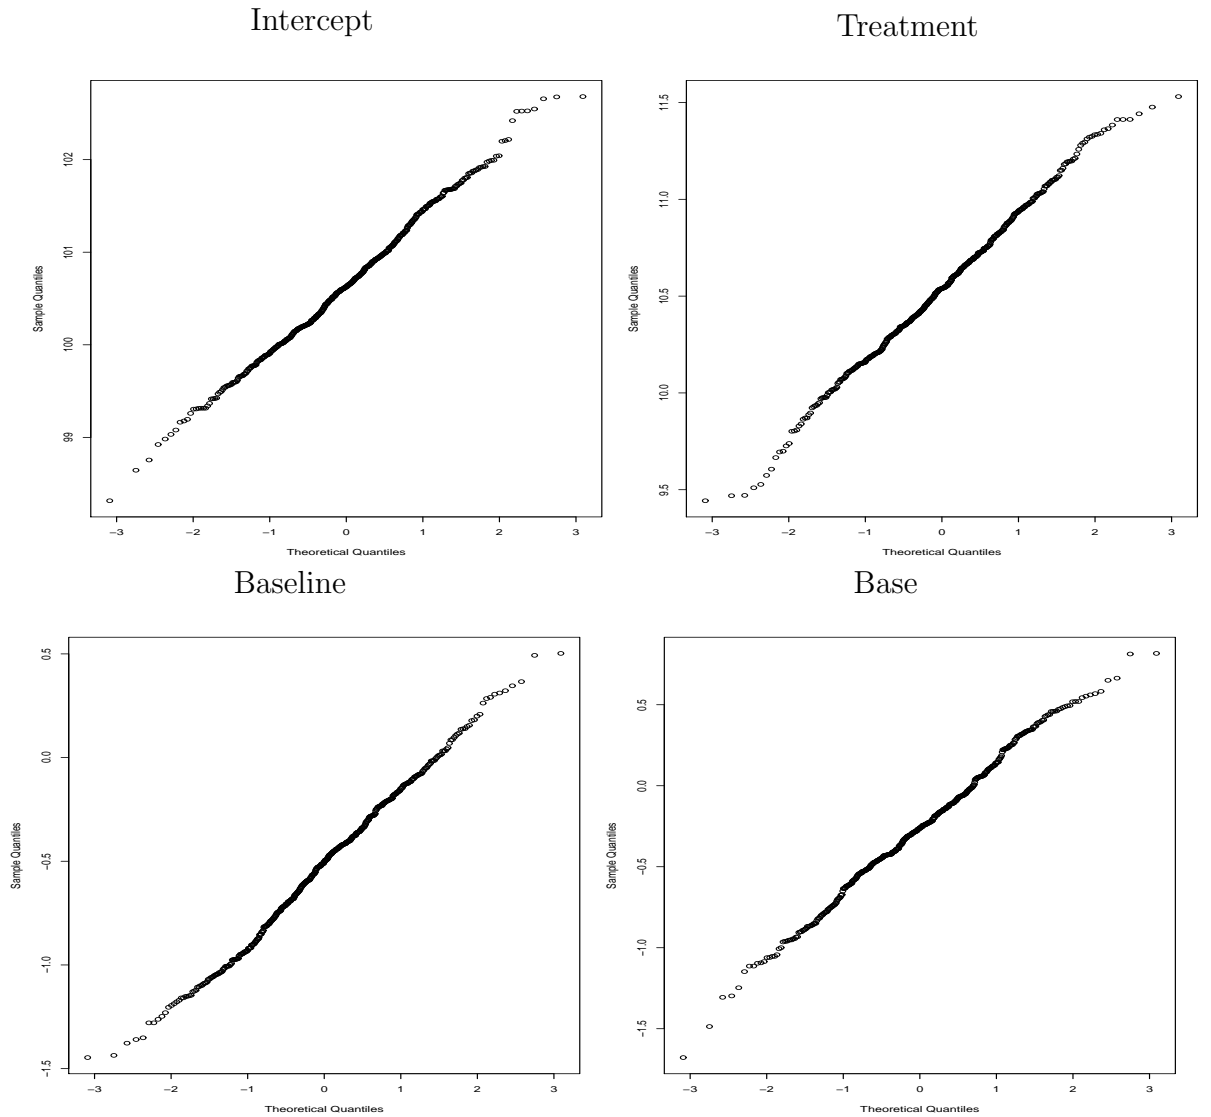 Intercept
Treatment
102
101
100
99
Sample Quantiles
−3 −2 −1 0 1 2 3
Theoretical Quantiles
11.5
11.0
10.5
10.0
9.5
Sample Quantiles
−3 −2 −1 0 1 2 3
Theoretical Quantiles
Baseline
Base
0.5
0.0
−0.5
−1.0
−1.5
Sample Quantiles
−3 −2 −1 0 1 2 3
Theoretical Quantiles
0.5
0.0
−0.5
−1.0
−1.5
Sample Quantiles
−3 −2 −1 0 1 2 3
Theoretical Quantiles